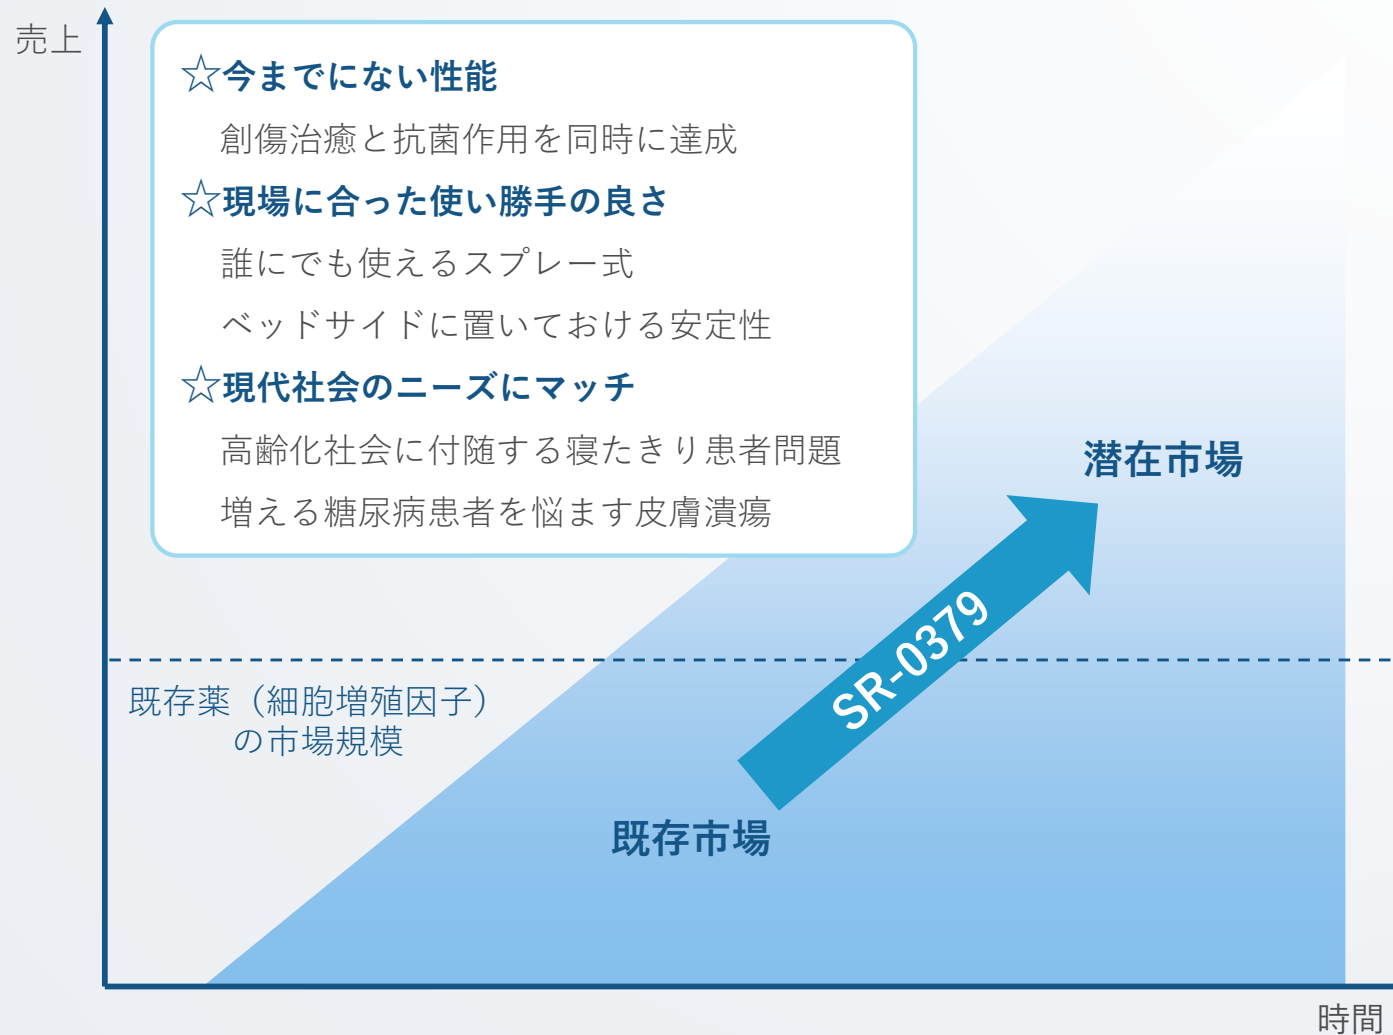 売上
☆今までにない性能
創傷治癒と抗菌作用を同時に達成
☆現場に合った使い勝手の良さ
誰にでも使えるスプレー式
ベッドサイドに置いておける安定性
☆現代社会のニーズにマッチ
高齢化社会に付随する寝たきり患者問題
増える糖尿病患者を悩ます皮膚潰瘍
潜在市場
SR-0379
既存薬（細胞増殖因子）
の市場規模
既存市場
時間